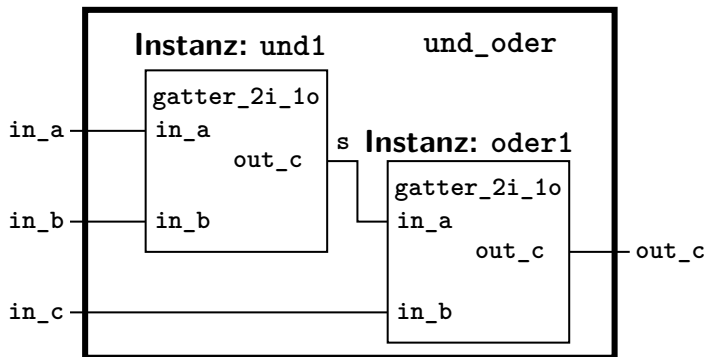 Instanz: und1
und_oder
gatter_2i_1o
in_a
in_a
out_c
s
Instanz: oder1
gatter_2i_1o
in_b
in_b
in_a
out_c
out_c
in_c
in_b